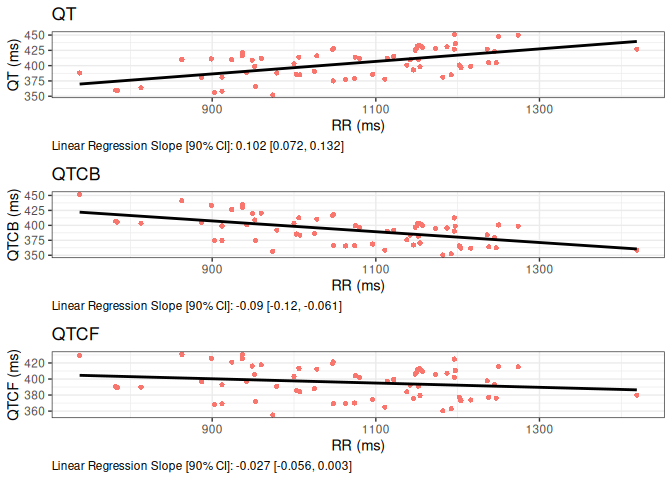 QT
QT (ms)
450
425
400
375
350
900
1100
1300
RR (ms)
Linear Regression Slope [90% CI]: 0.102 [0.072, 0.132]
QTCB
QTCB (ms)
450
425
400
375
350
900
1100
1300
RR (ms)
Linear Regression Slope [90% CI]: -0.09 [-0.12, -0.061]
QTCF
QTCF (ms)
420
400
380
360
900
1100
1300
RR (ms)
Linear Regression Slope [90% CI]: -0.027 [-0.056, 0.003]